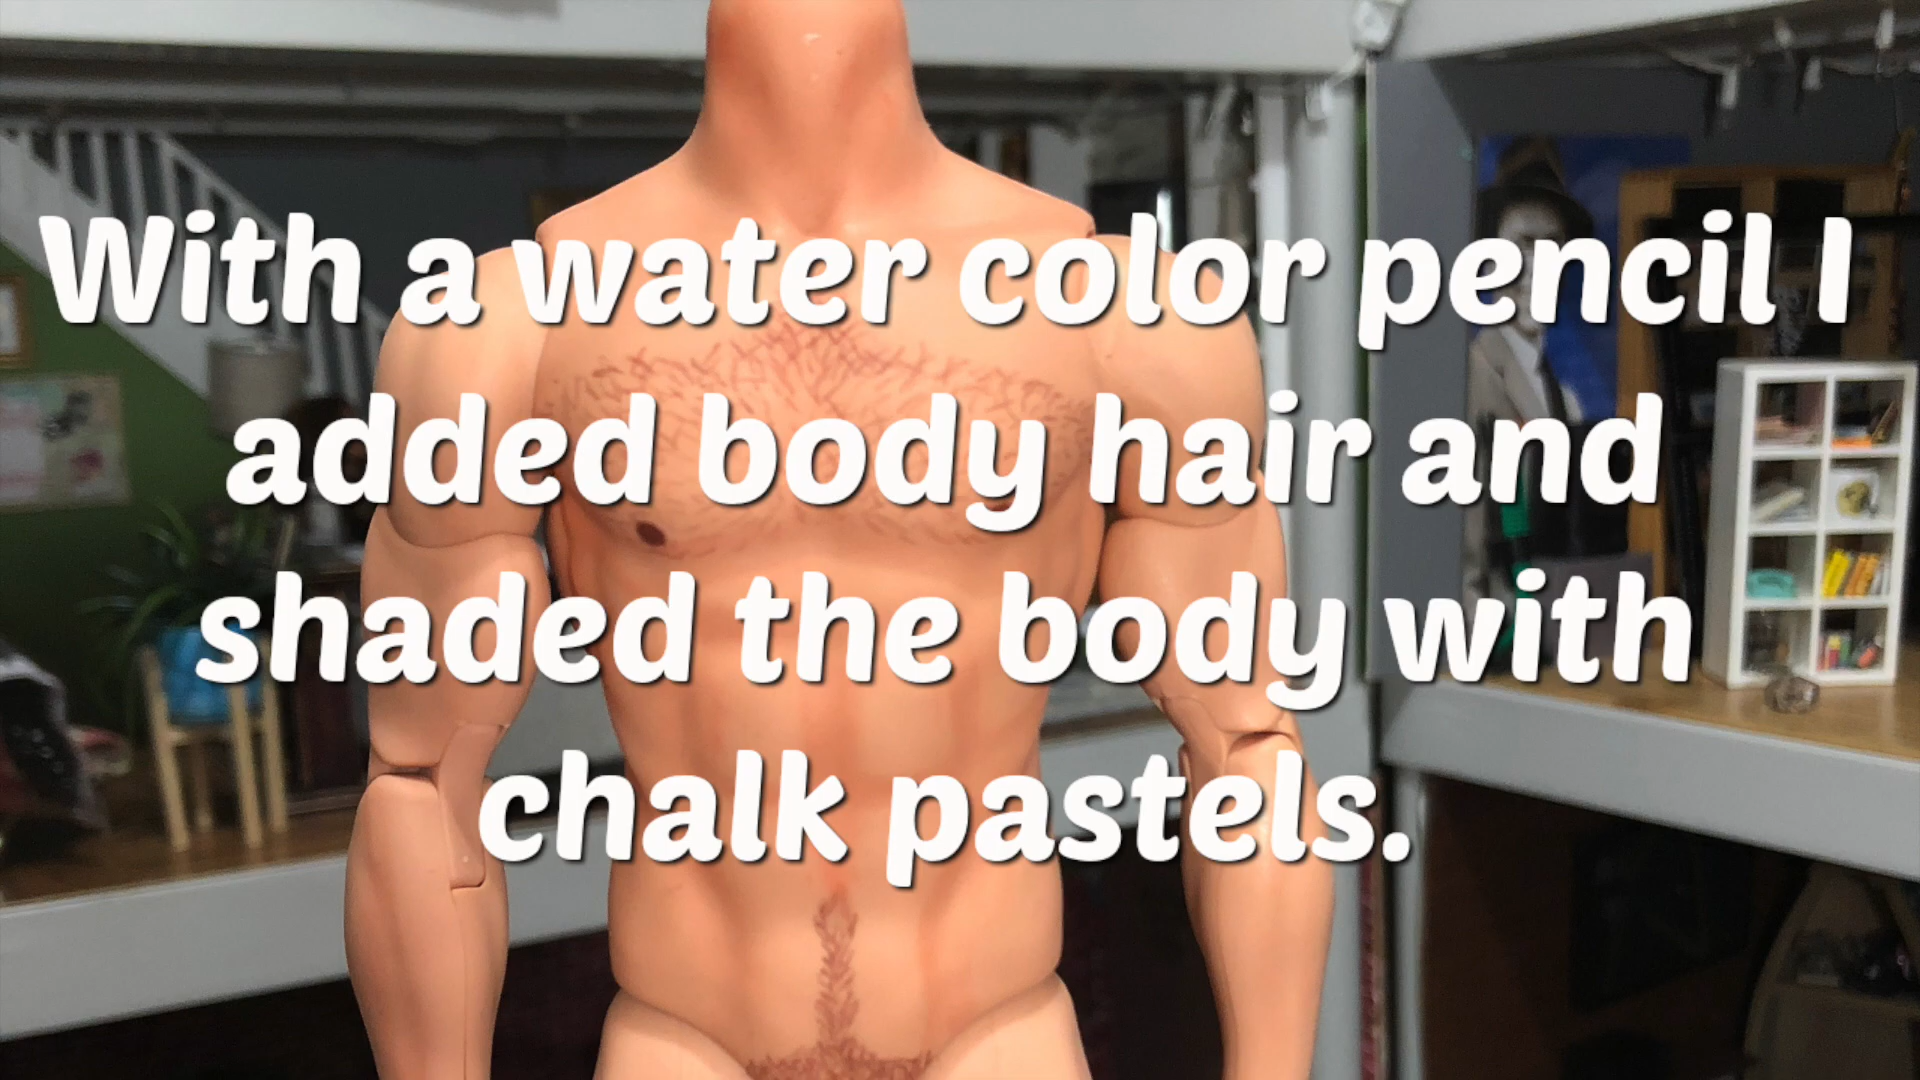 With a water color pencil I
added body hair and
shaded the body with
chalk pastels.